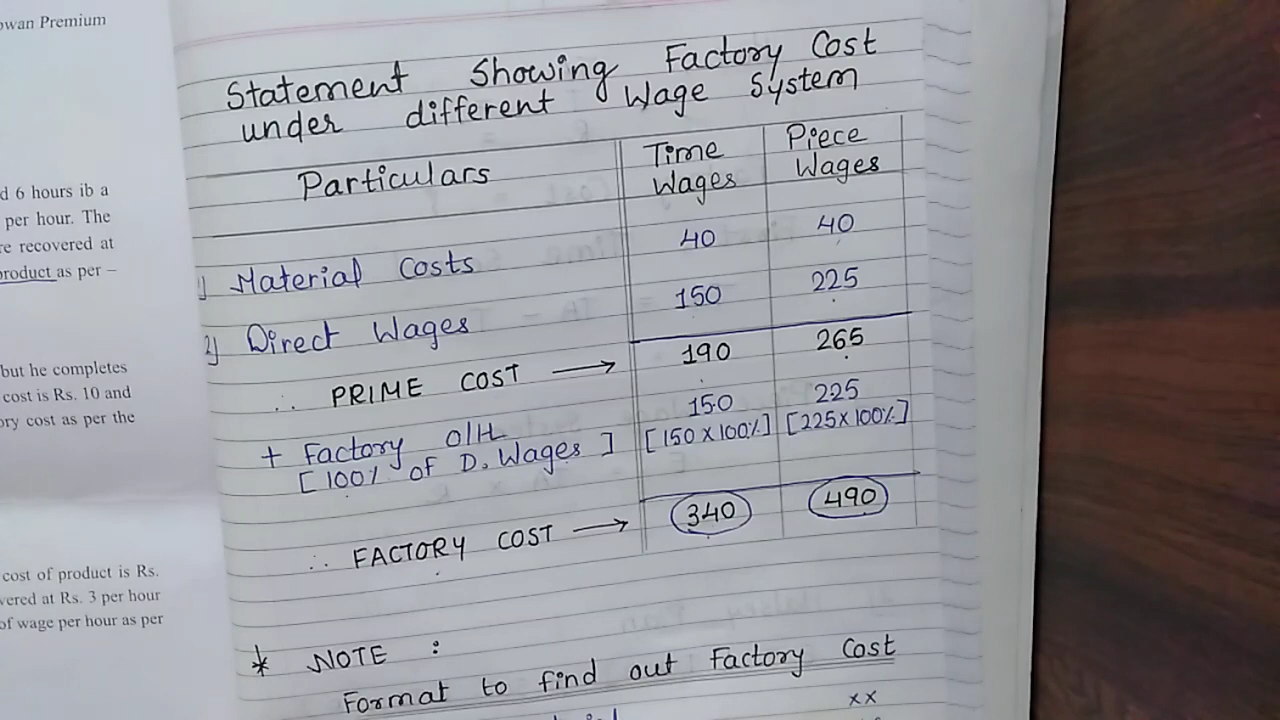 owan Premium
d 6 hours ib a
per hour. The
re recovered at
product as per –
but he completes
cost is Rs. 10 and
ory cost as per the
cost of product is Rs.
vered at Rs. 3 per hour
of wage per hour as per
Statement Showing Factory Cost
under different Wage System
Particulars Time Wages Piece Wages
1) Material Costs 40 40
2) Direct Wages 150 225
∴ PRIME COST → 190 265
+ Factory O/H 150 225
[100% of D. Wages] [150 X 100%] [225 X 100%]
∴ FACTORY COST → 340 490
* NOTE :
Format to find out Factory Cost
xx